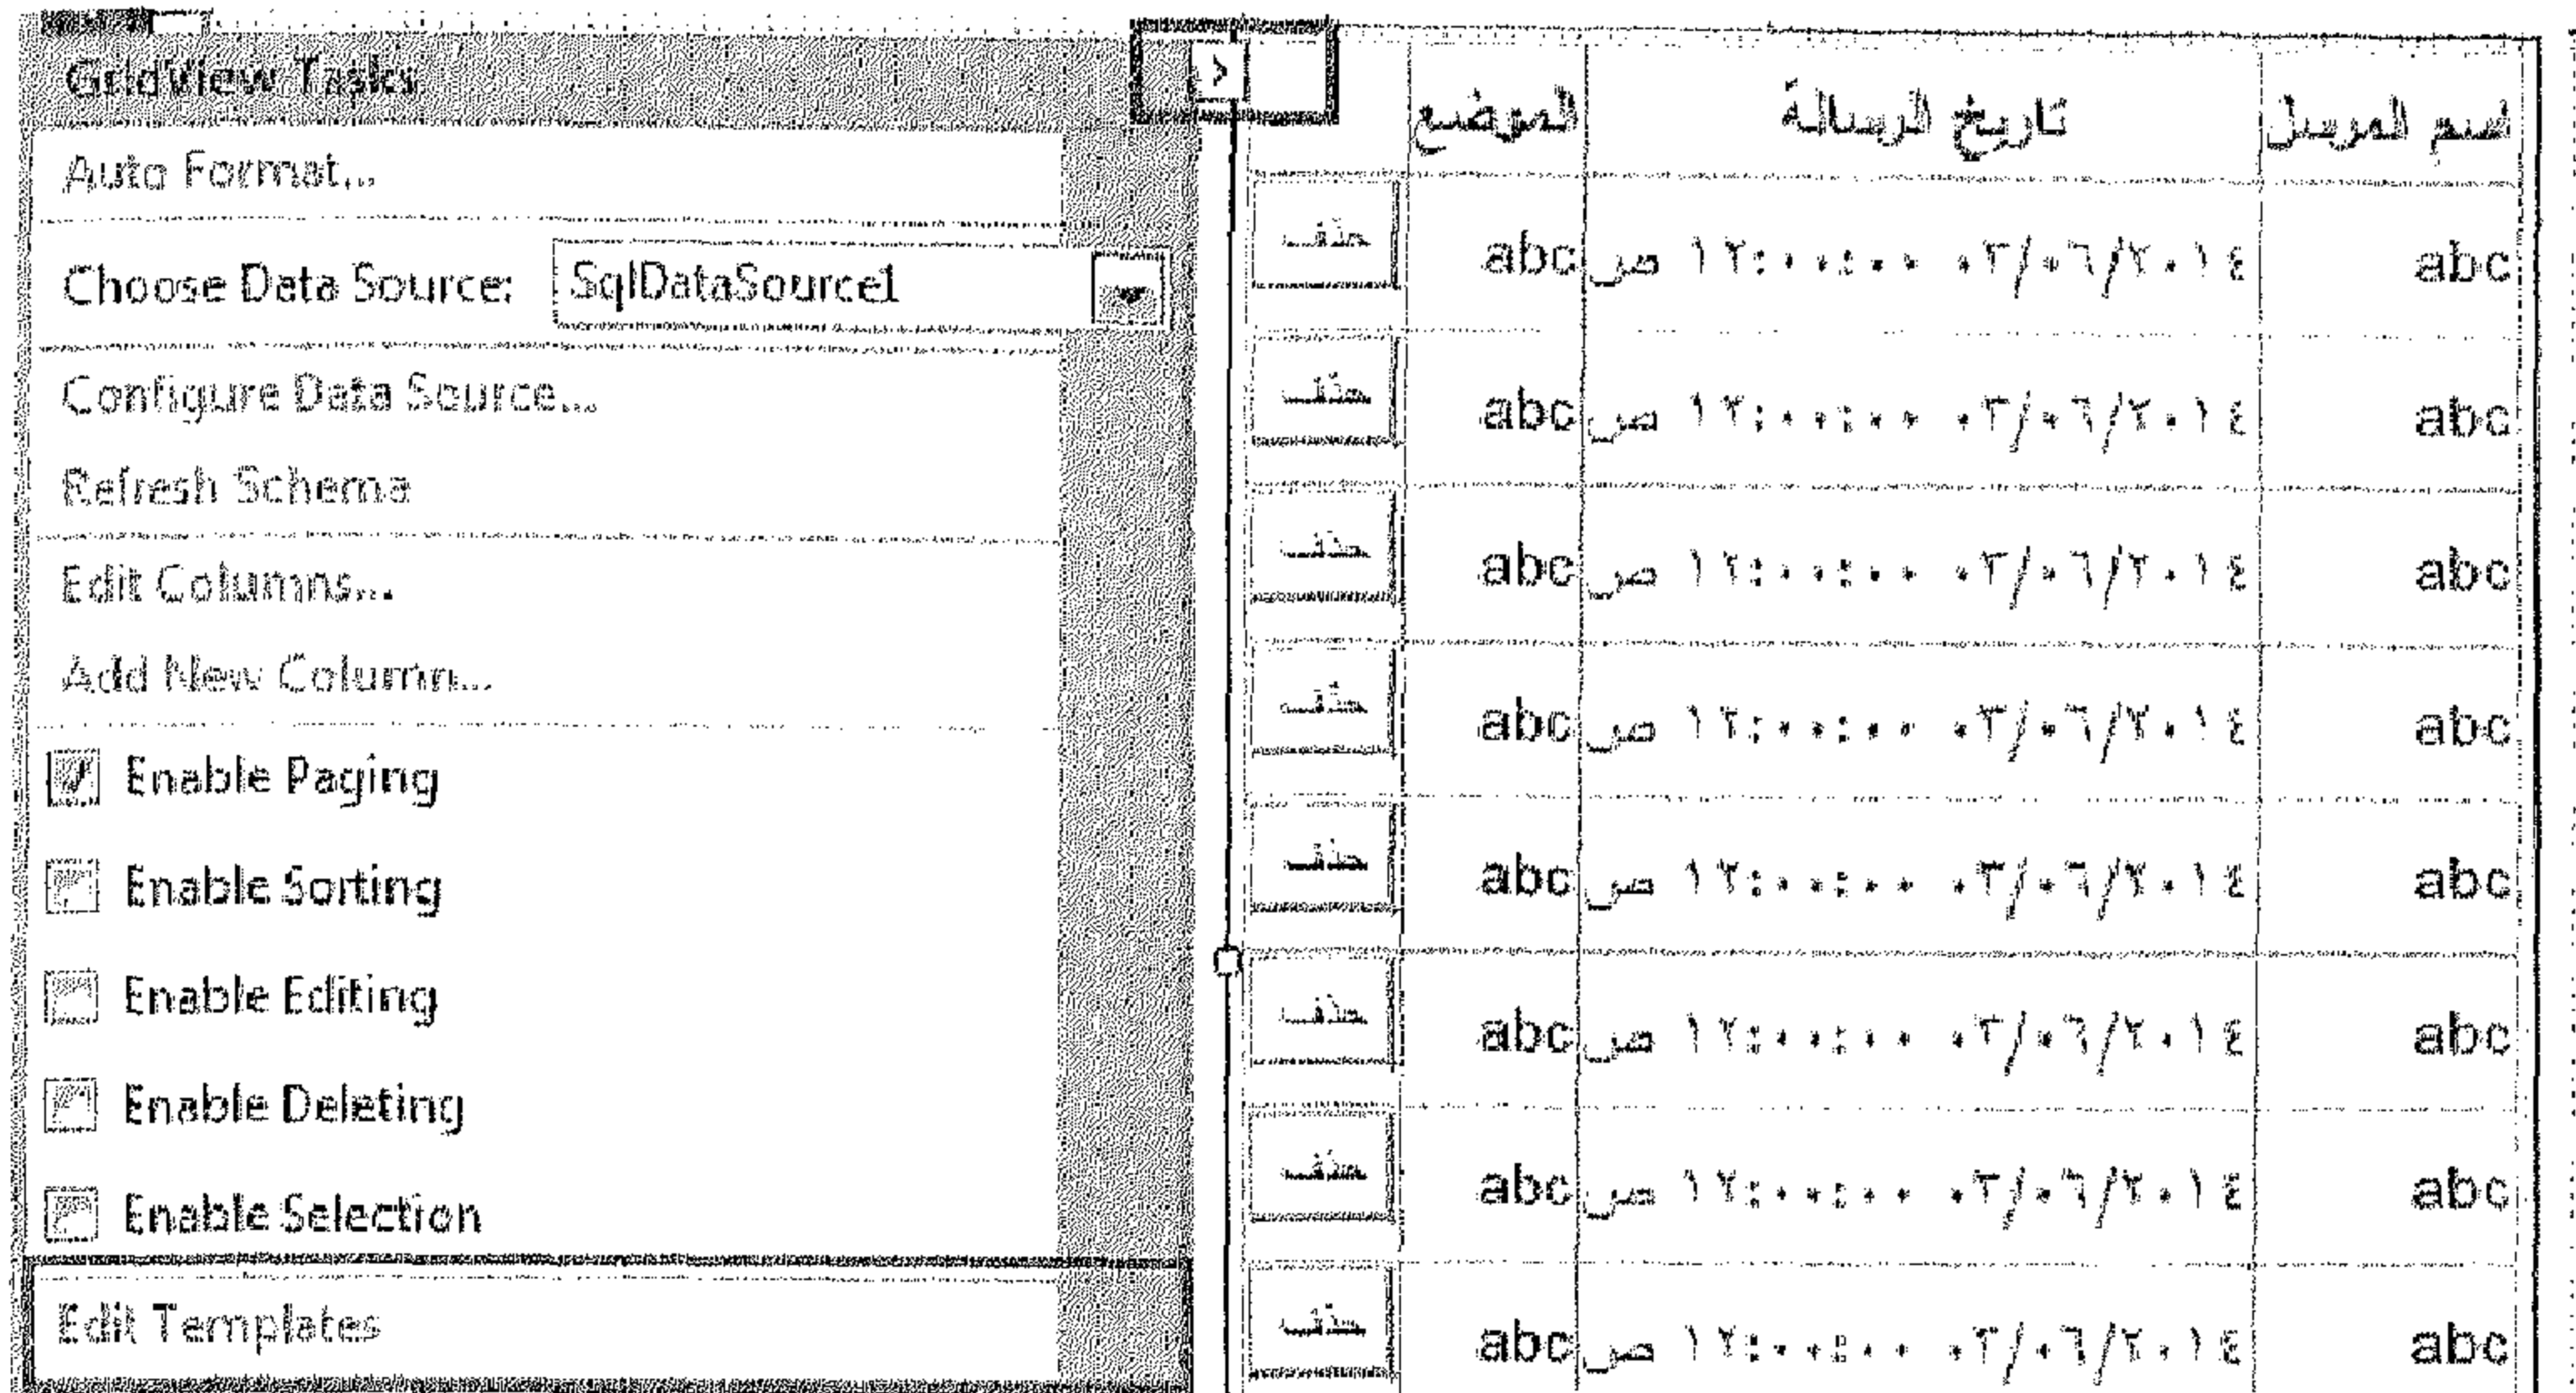 GridView Tasks
Auto Format...
Choose Data Source: SqlDataSource1
Configure Data Source...
Refresh Schema
Edit Columns...
Add New Column...
Enable Paging
Enable Sorting
Enable Editing
Enable Deleting
Enable Selection
Edit Templates
اسم المرسل تاريخ الرسالة الموضع
abc ٠٣/٠٦/٢٠١٤ ١٢:٠٠:٠٠ ص abc حذف
abc ٠٣/٠٦/٢٠١٤ ١٢:٠٠:٠٠ ص abc حذف
abc ٠٣/٠٦/٢٠١٤ ١٢:٠٠:٠٠ ص abc حذف
abc ٠٣/٠٦/٢٠١٤ ١٢:٠٠:٠٠ ص abc حذف
abc ٠٣/٠٦/٢٠١٤ ١٢:٠٠:٠٠ ص abc حذف
abc ٠٣/٠٦/٢٠١٤ ١٢:٠٠:٠٠ ص abc حذف
abc ٠٣/٠٦/٢٠١٤ ١٢:٠٠:٠٠ ص abc حذف
abc ٠٣/٠٦/٢٠١٤ ١٢:٠٠:٠٠ ص abc حذف